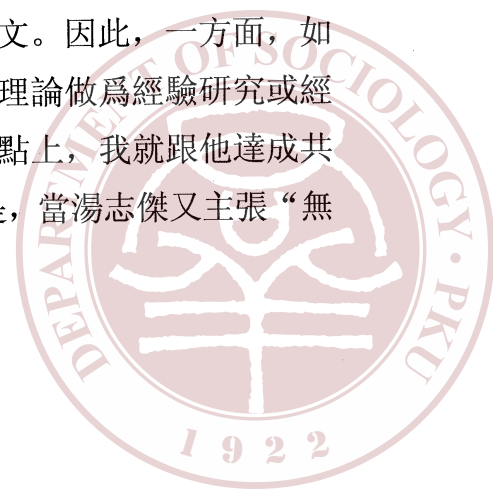 文。因此，一方面，如
理論做爲經驗研究或經
點上，我就跟他達成共
，當湯志傑又主張“無
DEPARTMENT OF SOCIOLOGY · PKU
1922